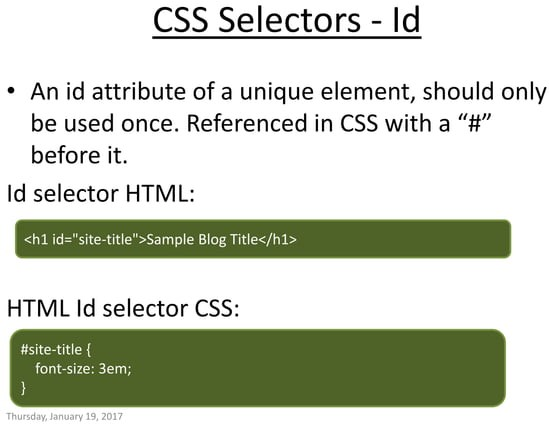 CSS Selectors - Id
• An id attribute of a unique element, should only
be used once. Referenced in CSS with a “#”
before it.
Id selector HTML:
<h1 id="site-title">Sample Blog Title</h1>
HTML Id selector CSS:
#site-title {
font-size: 3em;
}
Thursday, January 19, 2017